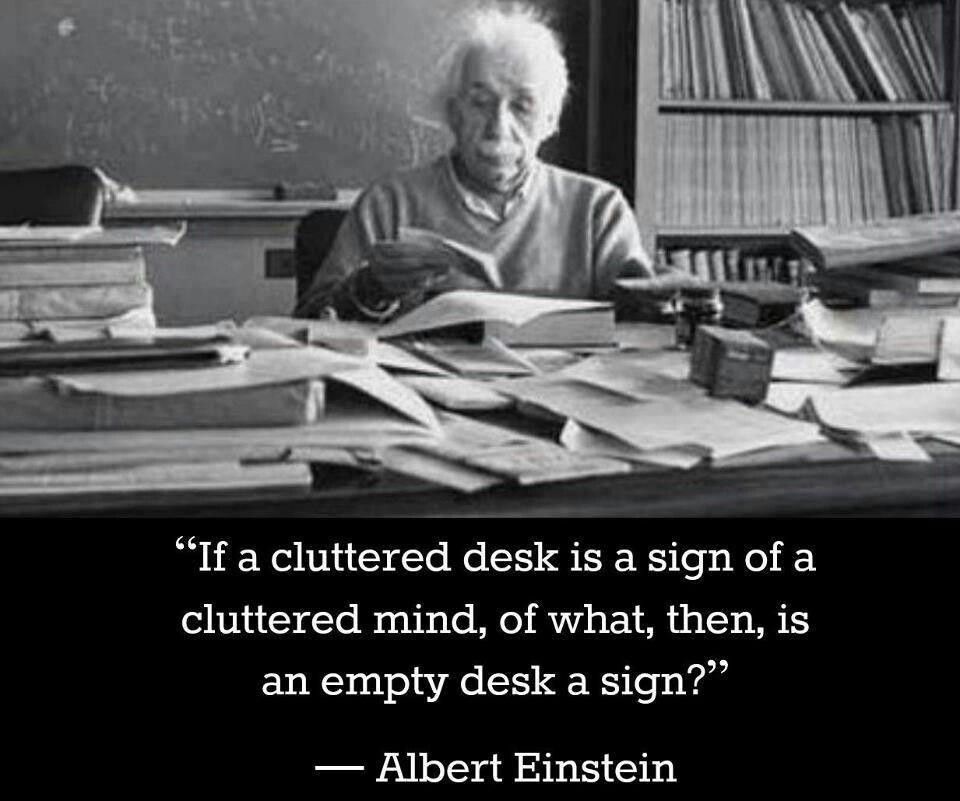 “If a cluttered desk is a sign of a
cluttered mind, of what, then, is
an empty desk a sign?”
— Albert Einstein